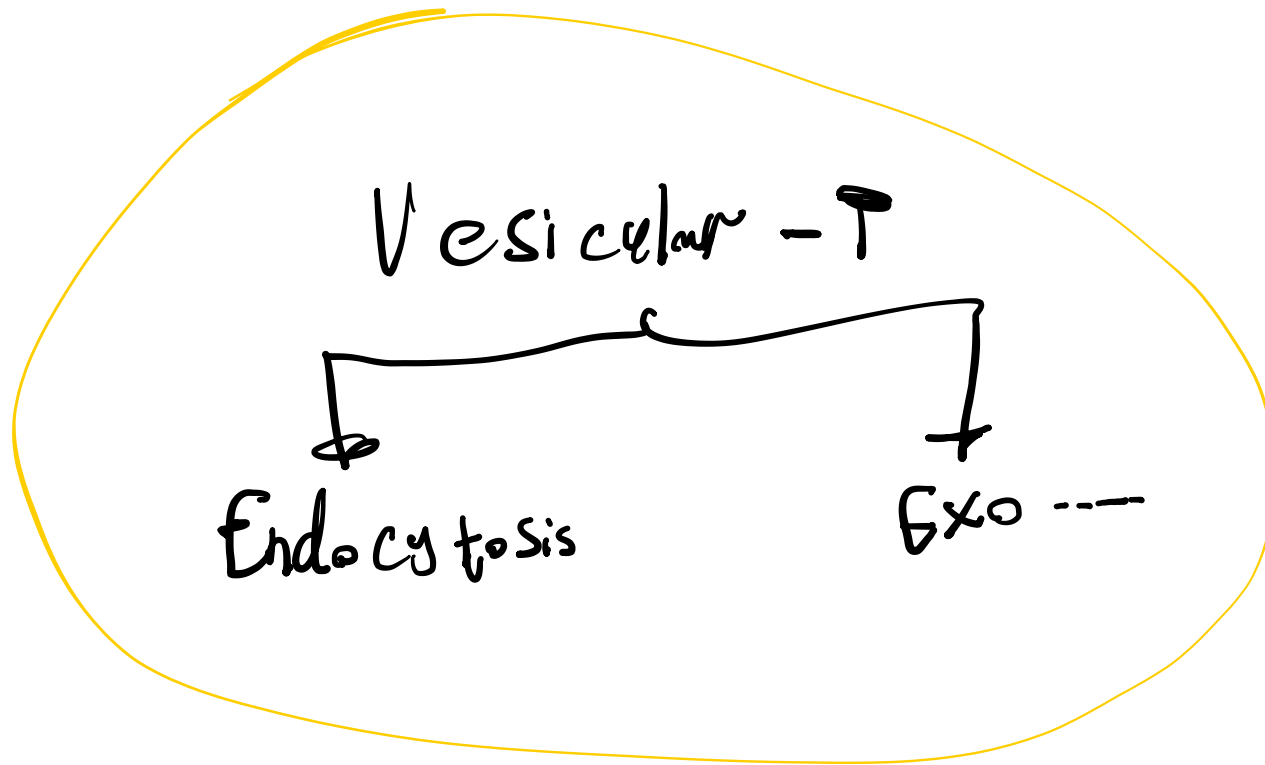 Vesicular - T
Endocytosis
Exo ----